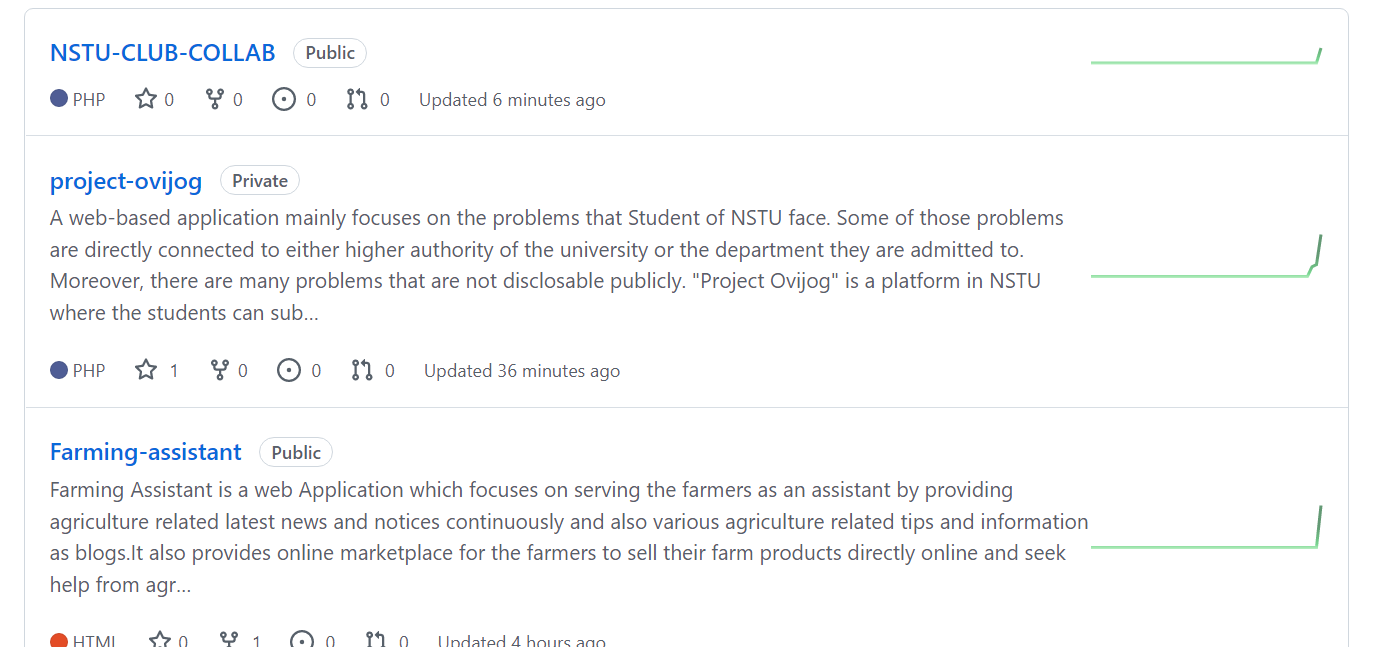 NSTU-CLUB-COLLAB Public
PHP 0 0 0 0 Updated 6 minutes ago
project-ovijog Private
A web-based application mainly focuses on the problems that Student of NSTU face. Some of those problems
are directly connected to either higher authority of the university or the department they are admitted to.
Moreover, there are many problems that are not disclosable publicly. "Project Ovijog" is a platform in NSTU
where the students can sub...
PHP 1 0 0 0 Updated 36 minutes ago
Farming-assistant Public
Farming Assistant is a web Application which focuses on serving the farmers as an assistant by providing
agriculture related latest news and notices continuously and also various agriculture related tips and information
as blogs.It also provides online marketplace for the farmers to sell their farm products directly online and seek
help from agr...
HTML 0 1 0 0 Updated 4 hours ago